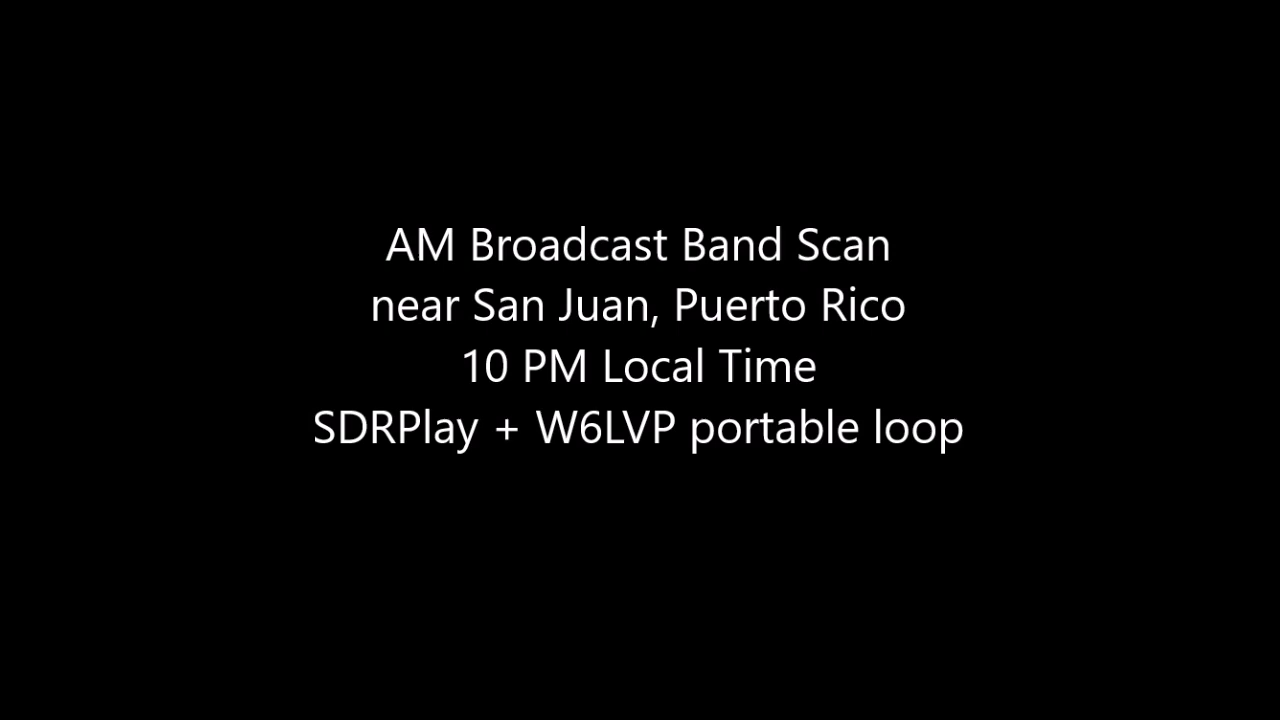 AM Broadcast Band Scan
near San Juan, Puerto Rico
10 PM Local Time
SDRPlay + W6LVP portable loop